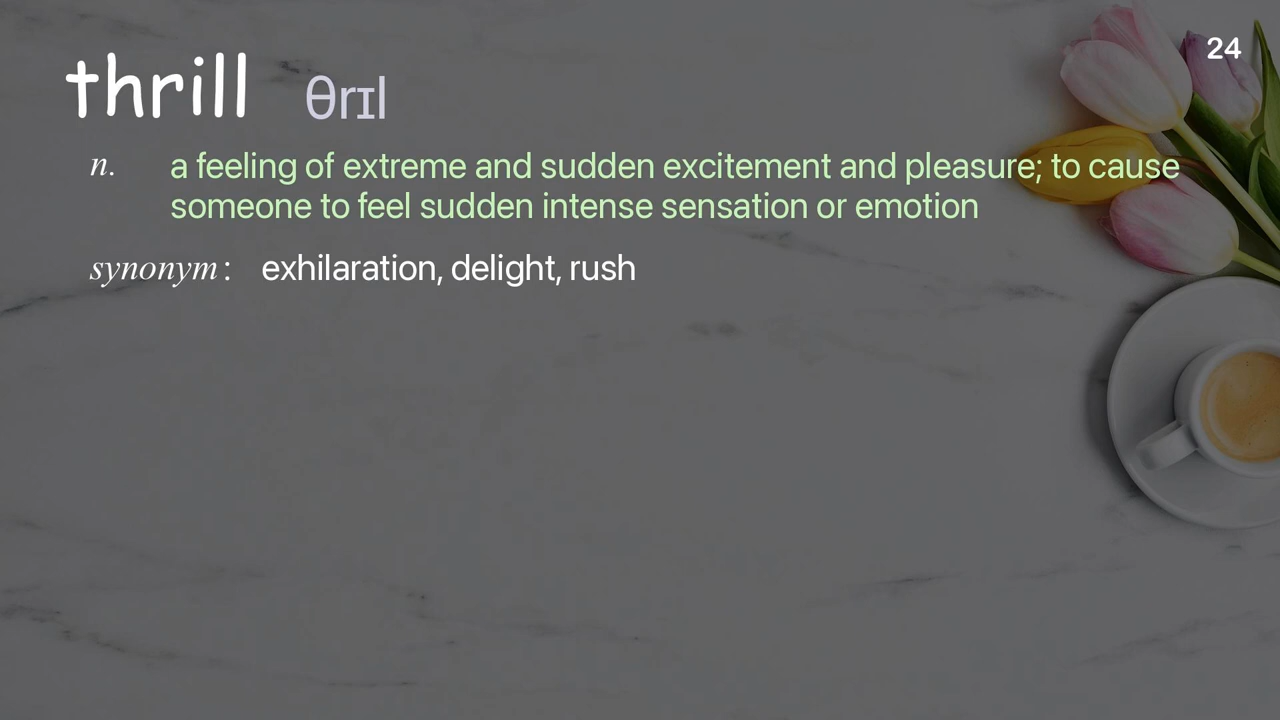 24
thrill θrɪl
n. a feeling of extreme and sudden excitement and pleasure; to cause
someone to feel sudden intense sensation or emotion
synonym: exhilaration, delight, rush